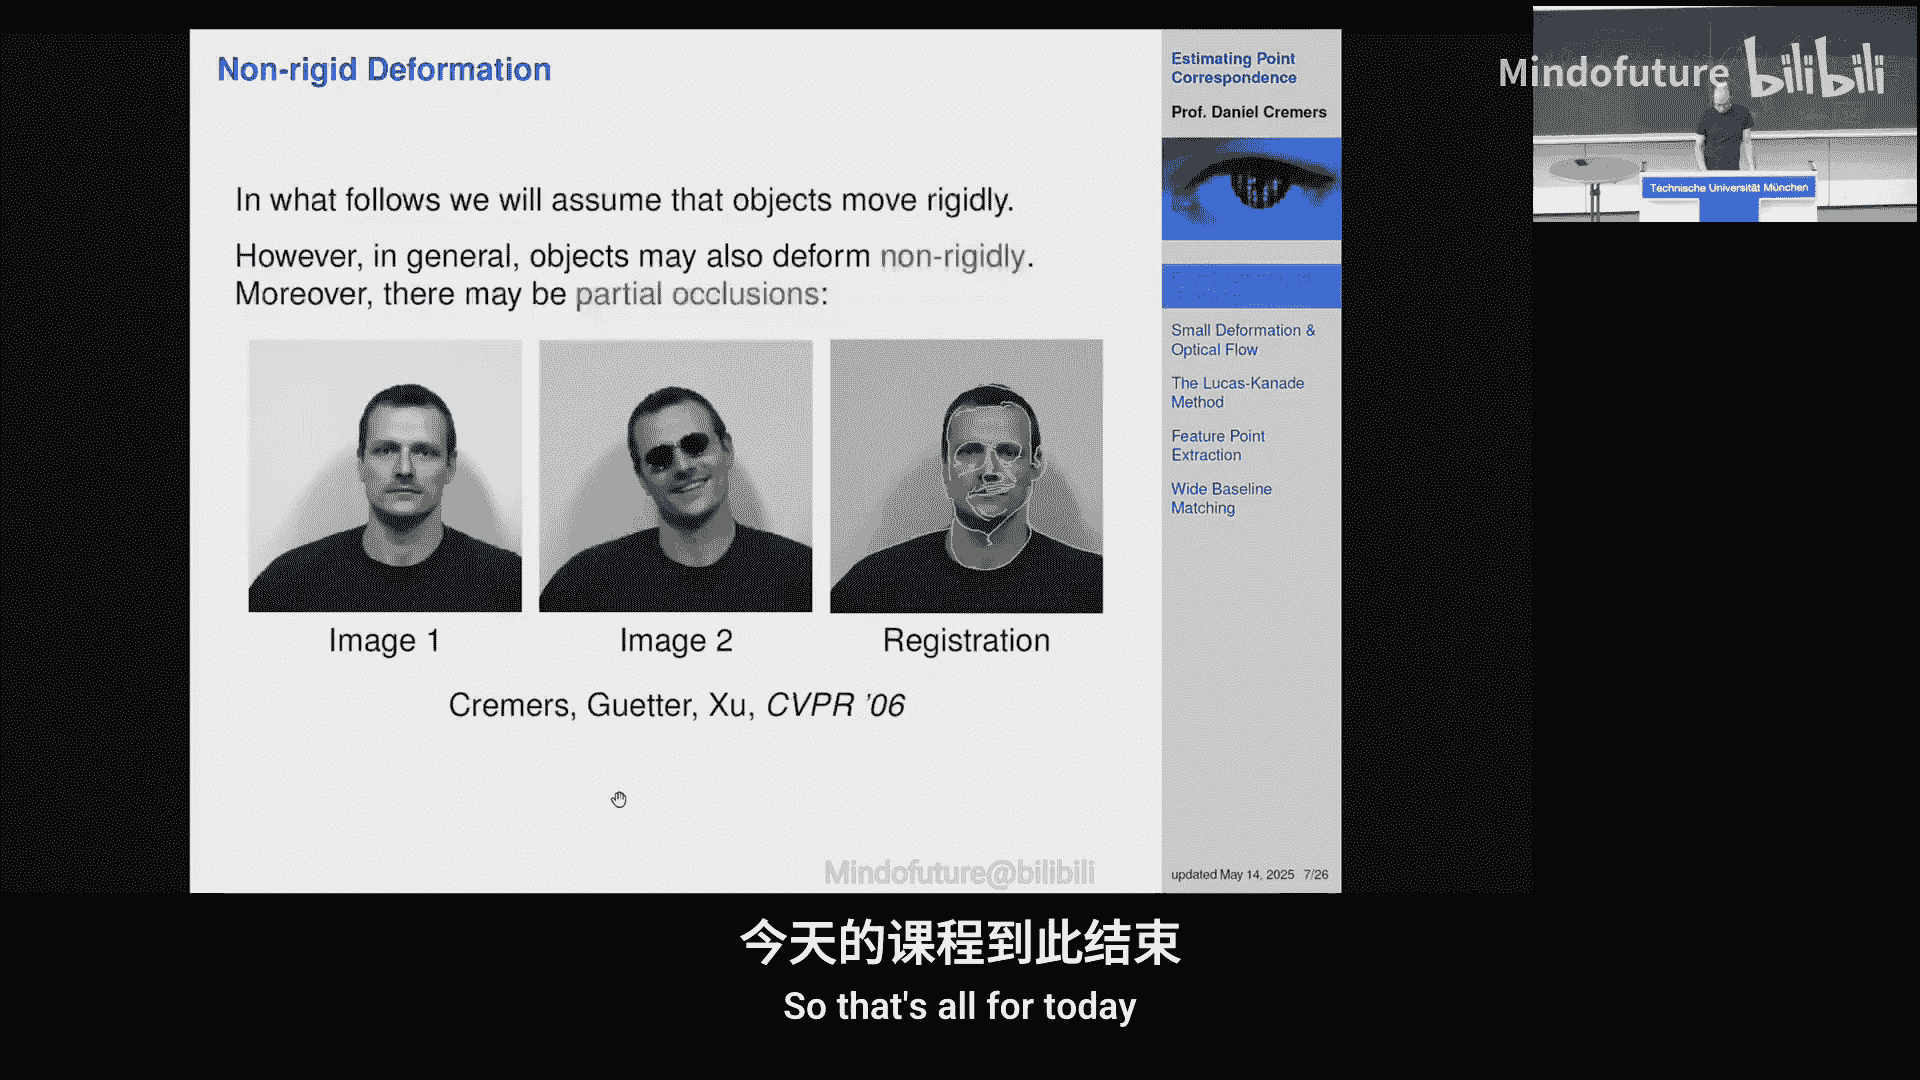 Non-rigid Deformation
In what follows we will assume that objects move rigidly.
However, in general, objects may also deform non-rigidly.
Moreover, there may be partial occlusions:
Image 1
Image 2
Registration
Cremers, Guetter, Xu, CVPR '06
Mindofuture@bilibili
Estimating Point
Correspondence
Prof. Daniel Cremers
Small Deformation &
Optical Flow
The Lucas-Kanade
Method
Feature Point
Extraction
Wide Baseline
Matching
updated May 14, 2025 7/26
Mindofuture bilibili
Technische Universität München
今天的课程到此结束
So that's all for today